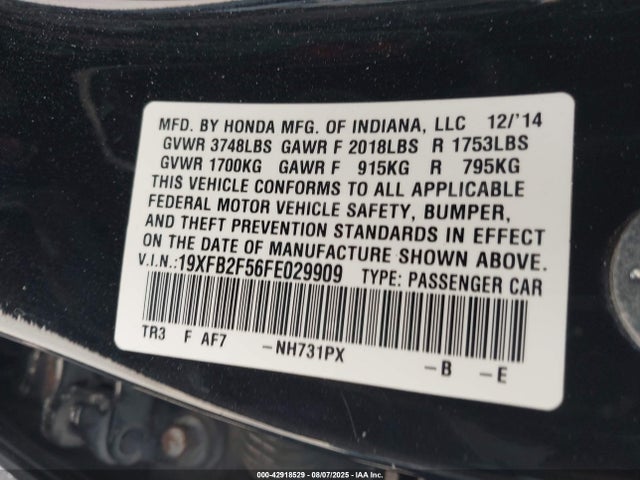 MFD. BY HONDA MFG. OF INDIANA, LLC 12/'14
GVWR 3748LBS GAWR F 2018LBS R 1753LBS
GVWR 1700KG GAWR F 915KG R 795KG
THIS VEHICLE CONFORMS TO ALL APPLICABLE
FEDERAL MOTOR VEHICLE SAFETY, BUMPER,
AND THEFT PREVENTION STANDARDS IN EFFECT
ON THE DATE OF MANUFACTURE SHOWN ABOVE.
V.I.N.:19XFB2F56FE029909 TYPE: PASSENGER CAR
TR3 F AF7 -NH731PX -B -E
000-42918529 - 08/07/2025 - IAAI.COM